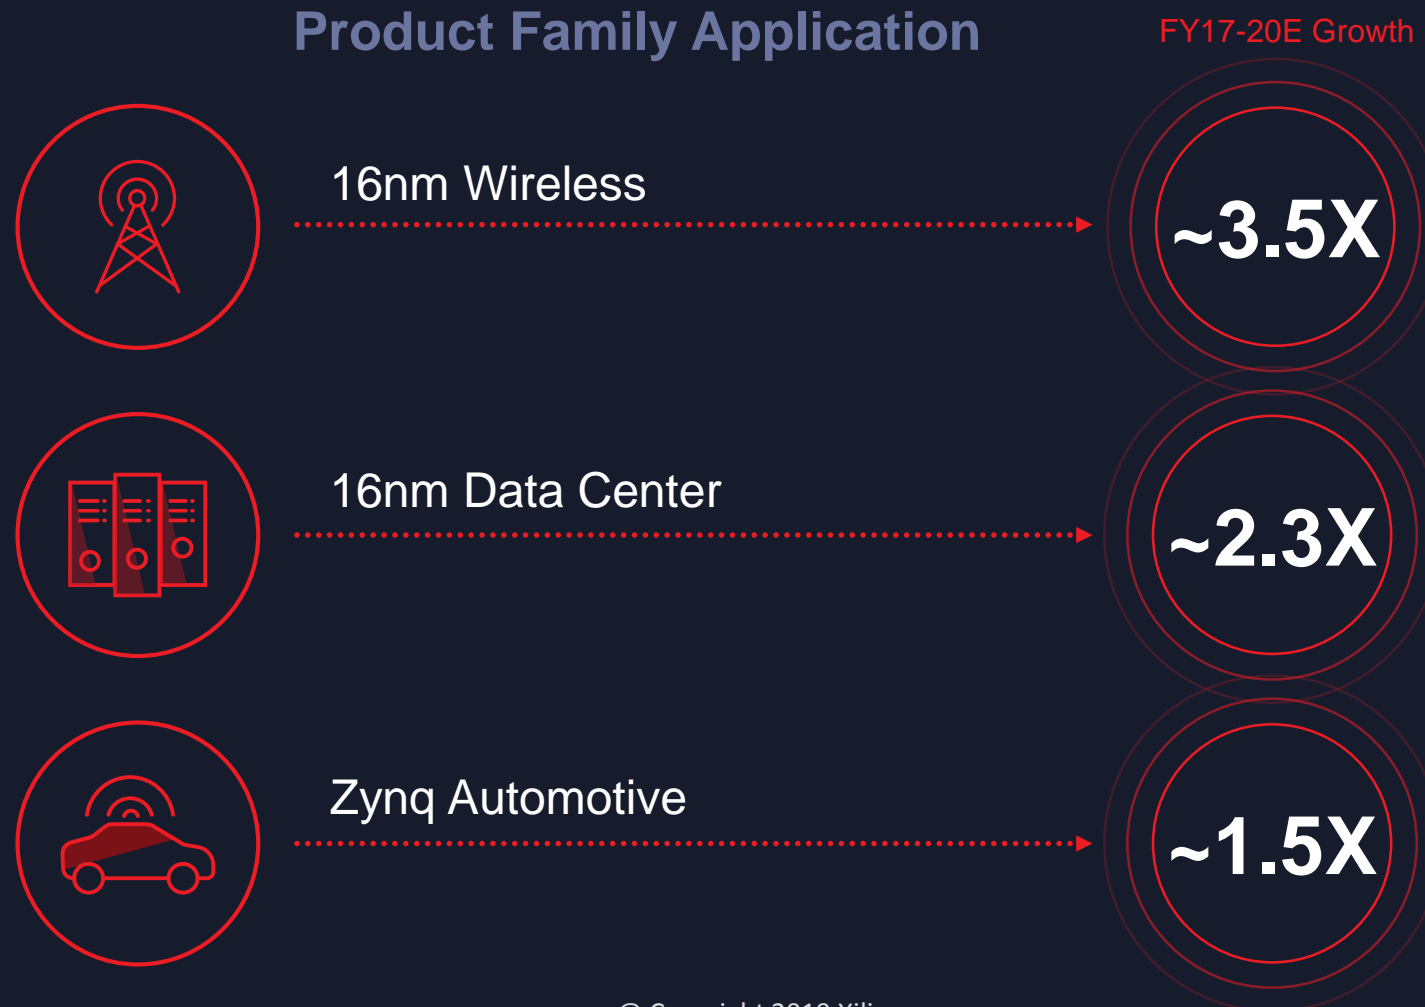 Product Family Application
FY17-20E Growth
16nm Wireless
~3.5X
16nm Data Center
~2.3X
Zynq Automotive
~1.5X